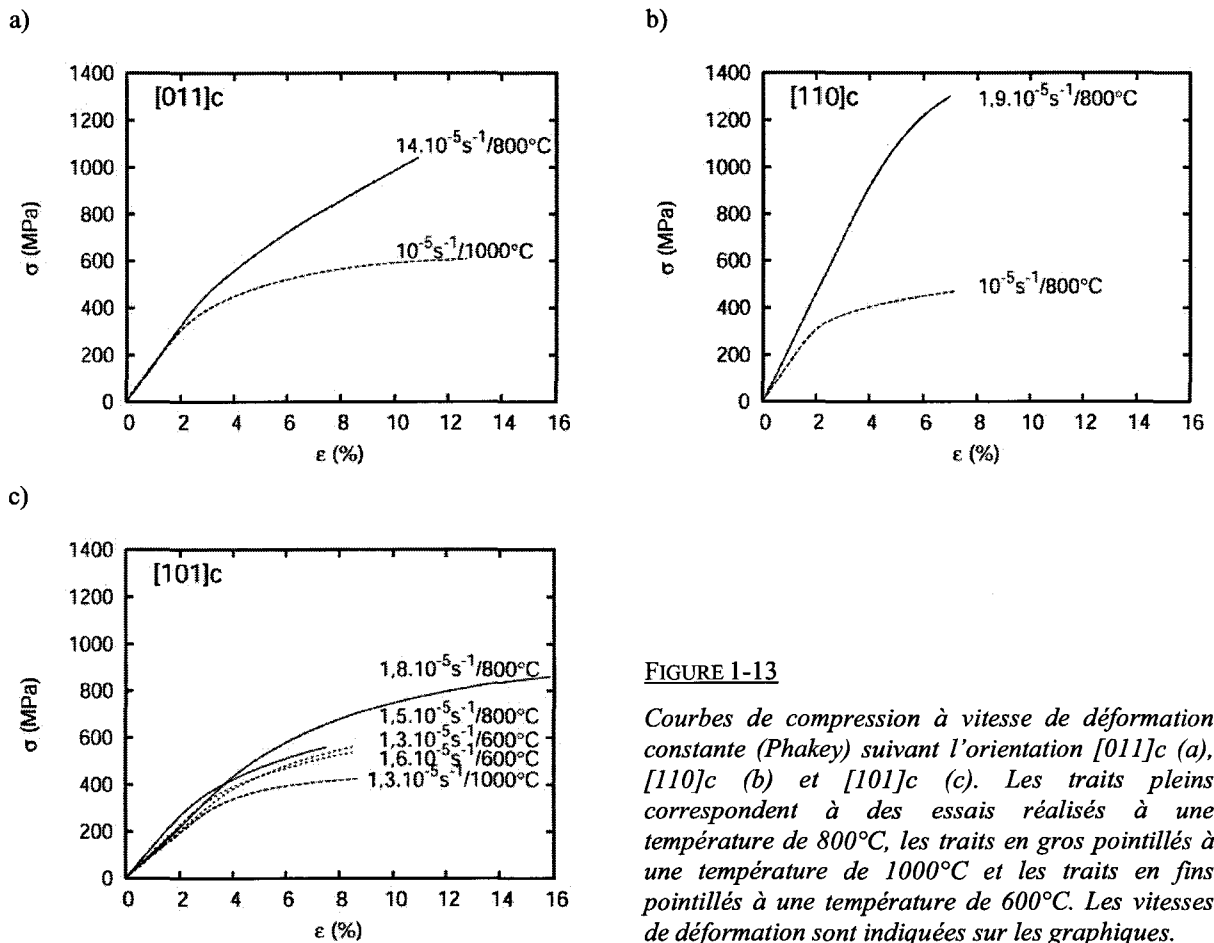 a)
b)
1400
1200
1000
800
600
400
200
0
σ (MPa)
[011]c
14.10⁻⁵s⁻¹/800°C
10⁻⁵s⁻¹/1000°C
0 2 4 6 8 10 12 14 16
ε (%)
1400
1200
1000
800
600
400
200
0
σ (MPa)
[110]c
1,9.10⁻⁵s⁻¹/800°C
10⁻⁵s⁻¹/800°C
0 2 4 6 8 10 12 14 16
ε (%)
c)
1400
1200
1000
800
600
400
200
0
σ (MPa)
[101]c
1,8.10⁻⁵s⁻¹/800°C
1,5.10⁻⁵s⁻¹/800°C
1,3.10⁻⁵s⁻¹/600°C
1,6.10⁻⁵s⁻¹/600°C
1,3.10⁻⁵s⁻¹/1000°C
0 2 4 6 8 10 12 14 16
ε (%)
FIGURE 1-13
Courbes de compression à vitesse de déformation
constante (Phakey) suivant l'orientation [011]c (a),
[110]c (b) et [101]c (c). Les traits pleins
correspondent à des essais réalisés à une
température de 800°C, les traits en gros pointillés à
une température de 1000°C et les traits en fins
pointillés à une température de 600°C. Les vitesses
de déformation sont indiquées sur les graphiques.